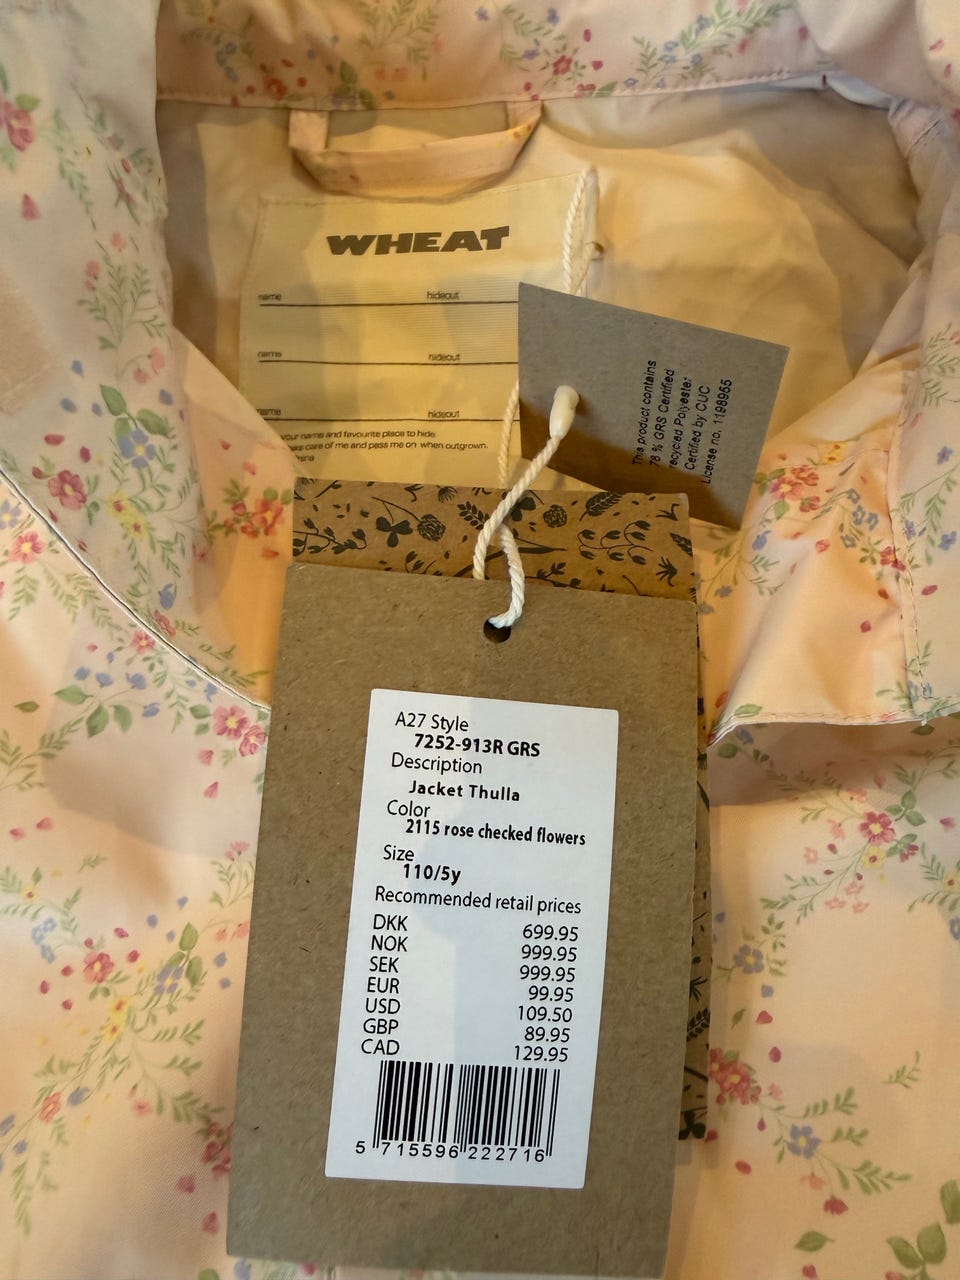 WHEAT
name hideout
name hideout
name hideout
your name and favourite place to hide.
care of me and pass me on when outgrown.
This product contains
78 % GRS Certified
recycled Polyester
Certified by CUC
License no. 1198955
A27 Style
7252-913R GRS
Description
Jacket Thulla
Color
2115 rose checked flowers
Size
110/5y
Recommended retail prices
DKK 699.95
NOK 999.95
SEK 999.95
EUR 99.95
USD 109.50
GBP 89.95
CAD 129.95
5 715596 222716